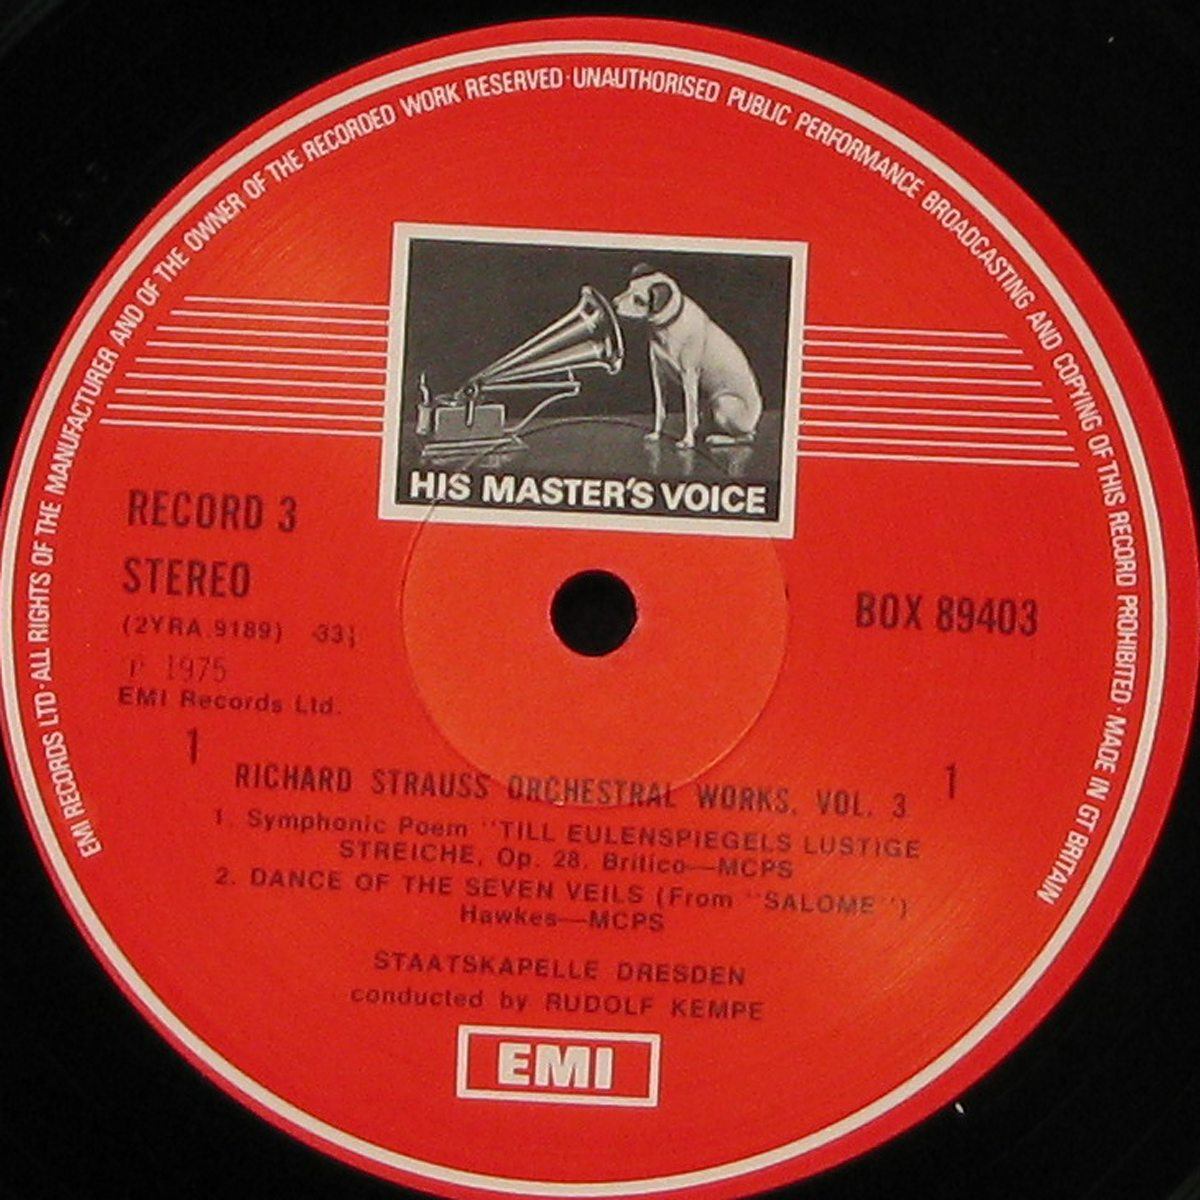 EMI RECORDS LTD·ALL RIGHTS OF THE MANUFACTURER AND OF THE OWNER OF THE RECORDED WORK RESERVED·UNAUTHORISED PUBLIC PERFORMANCE BROADCASTING AND COPYING OF THIS RECORD PROHIBITED·MADE IN GT BRITAIN
HIS MASTER'S VOICE
RECORD 3
STEREO
BOX 89403
(2YRA.9189) 33⅓
P 1975
EMI Records Ltd.
1 1
RICHARD STRAUSS ORCHESTRAL WORKS, VOL. 3
1. Symphonic Poem "TILL EULENSPIEGELS LUSTIGE
STREICHE, Op. 28. Britico—MCPS
2. DANCE OF THE SEVEN VEILS (From "SALOME")
Hawkes—MCPS
STAATSKAPELLE DRESDEN
conducted by RUDOLF KEMPE
EMI